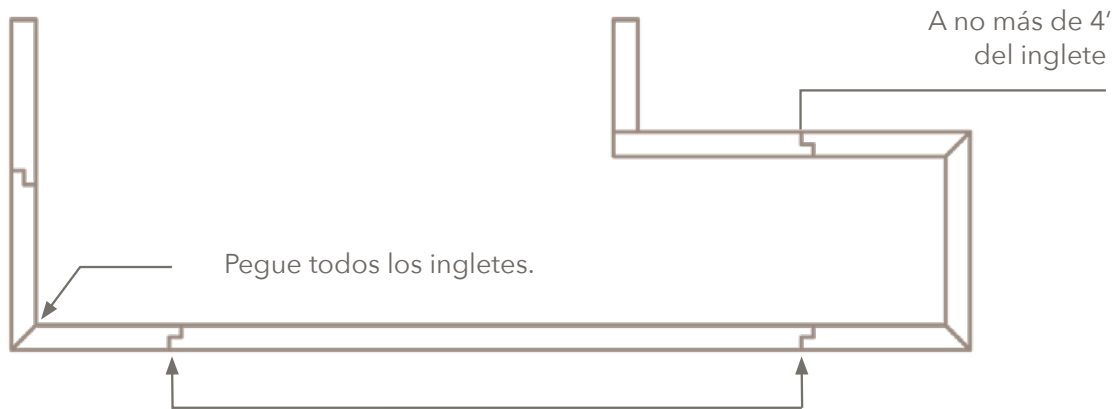 A no más de 4‘
del inglete
Pegue todos los ingletes.